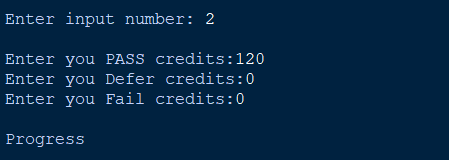 Enter input number: 2
Enter you PASS credits:120
Enter you Defer credits:0
Enter you Fail credits:0
Progress